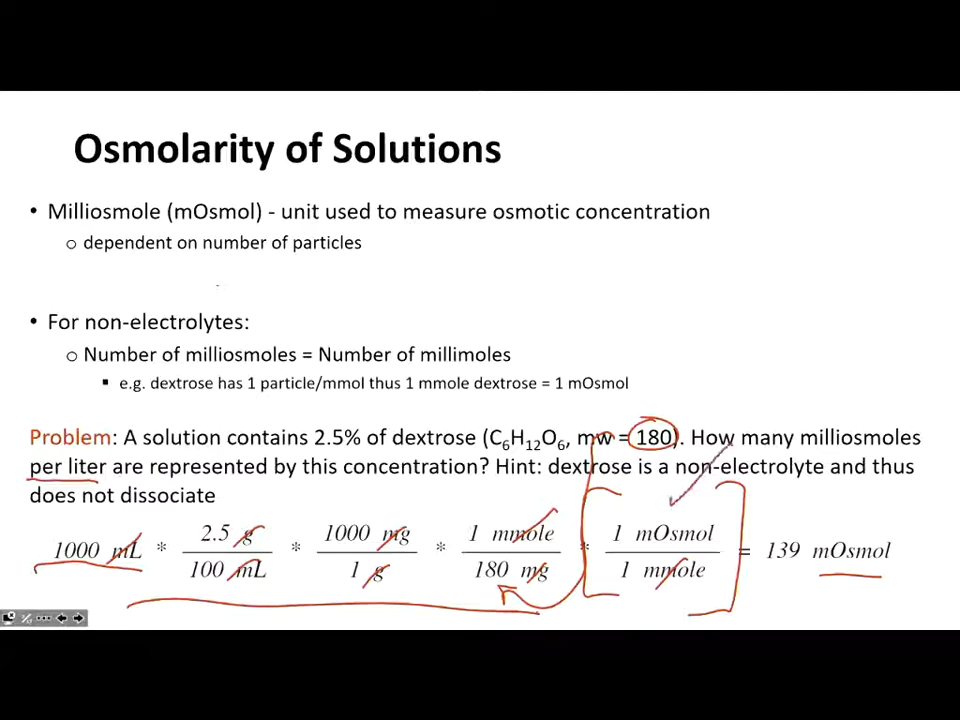 Osmolarity of Solutions
• Milliosmole (mOsmol) - unit used to measure osmotic concentration
o dependent on number of particles
• For non-electrolytes:
o Number of milliosmoles = Number of millimoles
▪ e.g. dextrose has 1 particle/mmol thus 1 mmole dextrose = 1 mOsmol
Problem: A solution contains 2.5% of dextrose (C₆H₁₂O₆, mw = 180). How many milliosmoles
per liter are represented by this concentration? Hint: dextrose is a non-electrolyte and thus
does not dissociate
1000 mL * 2.5 g / 100 mL * 1000 mg / 1 g * 1 mmole / 180 mg * 1 mOsmol / 1 mmole = 139 mOsmol